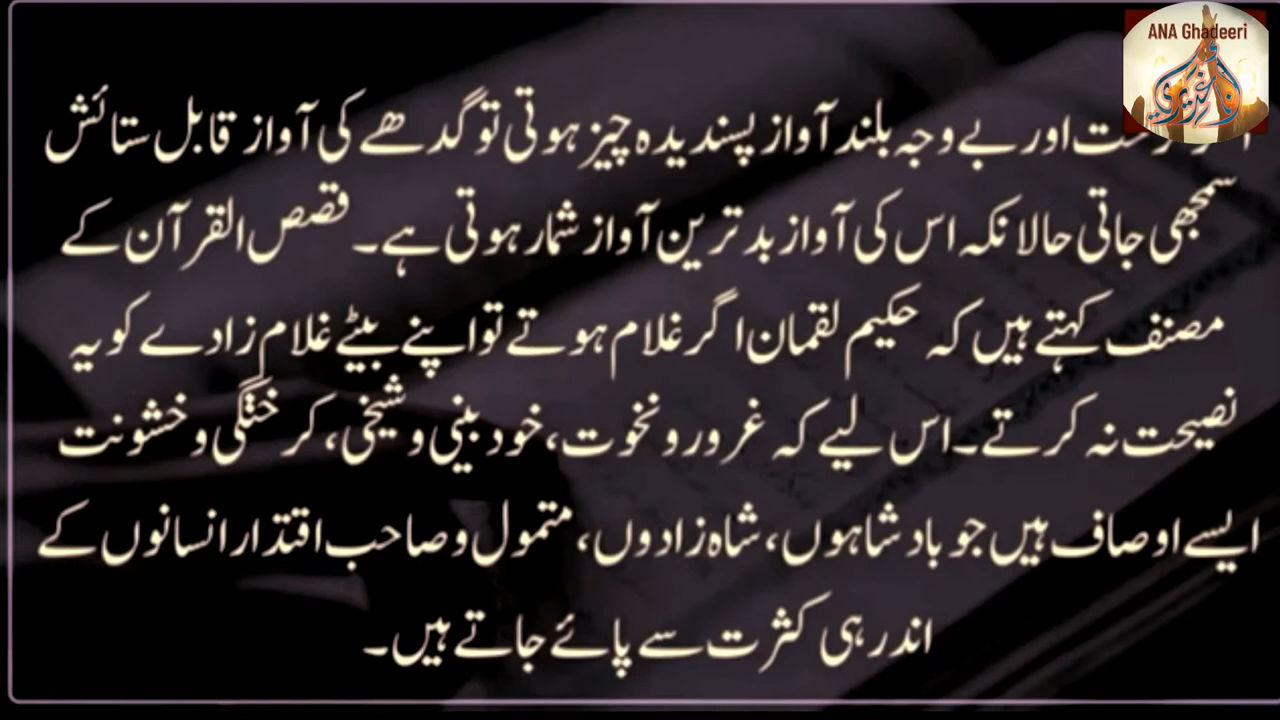 ANA Ghadeeri
اور بے وجہ بلند آواز پسندیدہ چیز ہوتی تو گدھے کی آواز قابل ستائش
سمجھی جاتی حالانکہ اس کی آواز بدترین آواز شمار ہوتی ہے۔ قصص القرآن کے
مصنف کہتے ہیں کہ حکیم لقمان اگر غلام ہوتے تو اپنے بیٹے غلام زادے کو یہ
نصیحت نہ کرتے۔ اس لیے کہ غرور و نخوت، خود بینی و شیخی، کرختگی و خشونت
ایسے اوصاف ہیں جو بادشاہوں، شاہ زادوں، متمول و صاحب اقتدار انسانوں کے
اندر ہی کثرت سے پائے جاتے ہیں۔